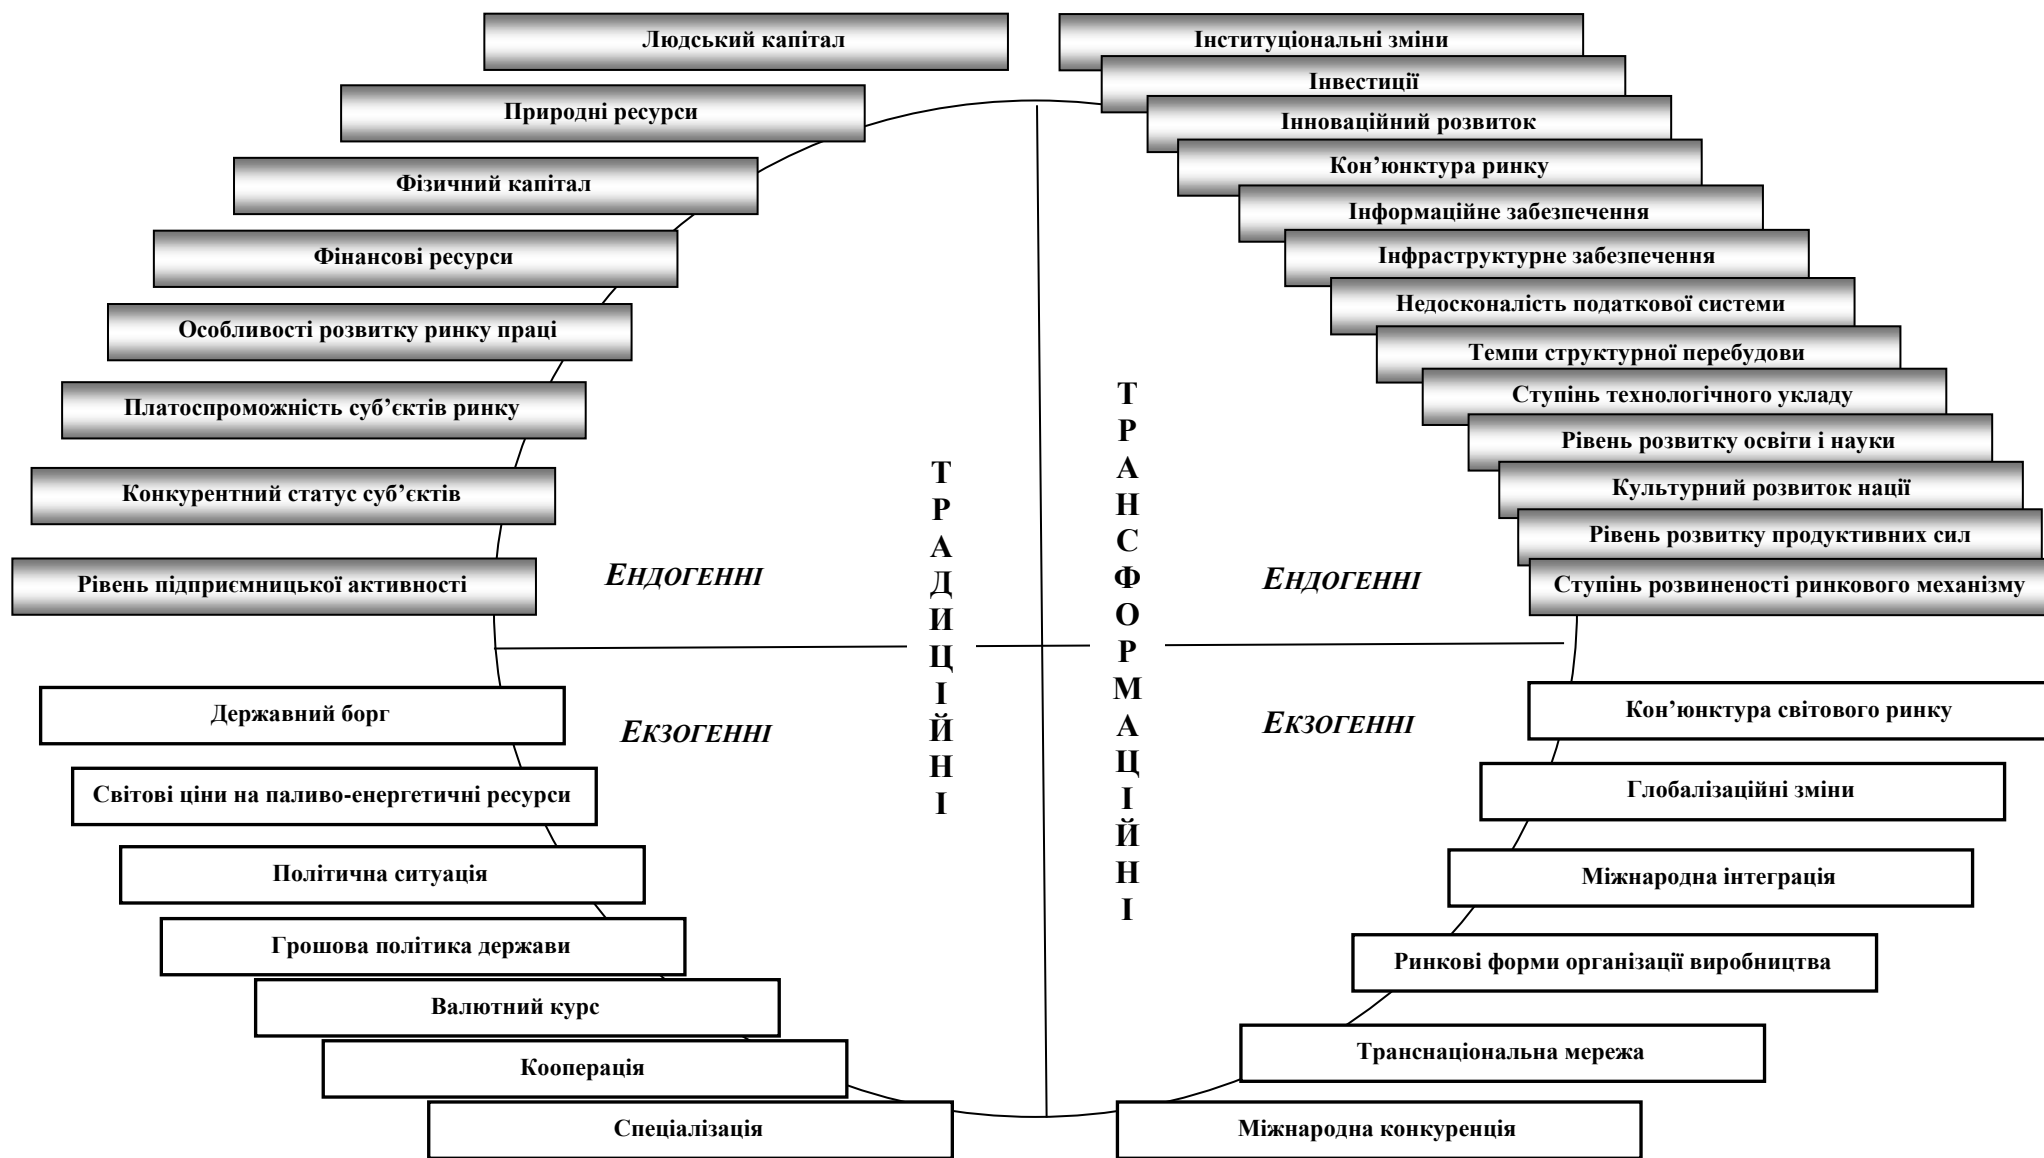 Людський капітал
Природні ресурси
Фізичний капітал
Фінансові ресурси
Особливості розвитку ринку праці
Платоспроможність суб’єктів ринку
Конкурентний статус суб’єктів
Рівень підприємницької активності
Інституціональні зміни
Інвестиції
Інноваційний розвиток
Кон’юнктура ринку
Інформаційне забезпечення
Інфраструктурне забезпечення
Недосконалість податкової системи
Темпи структурної перебудови
Ступінь технологічного укладу
Рівень розвитку освіти і науки
Культурний розвиток нації
Рівень розвитку продуктивних сил
Ступінь розвиненості ринкового механізму
ЕНДОГЕННІ
ТРАДИЦІЙНІ
ТРАНСФОРМАЦІЙНІ
ЕНДОГЕННІ
ЕКЗОГЕННІ
ЕКЗОГЕННІ
Державний борг
Світові ціни на паливо-енергетичні ресурси
Політична ситуація
Грошова політика держави
Валютний курс
Кооперація
Спеціалізація
Кон’юнктура світового ринку
Глобалізаційні зміни
Міжнародна інтеграція
Ринкові форми організації виробництва
Транснаціональна мережа
Міжнародна конкуренція